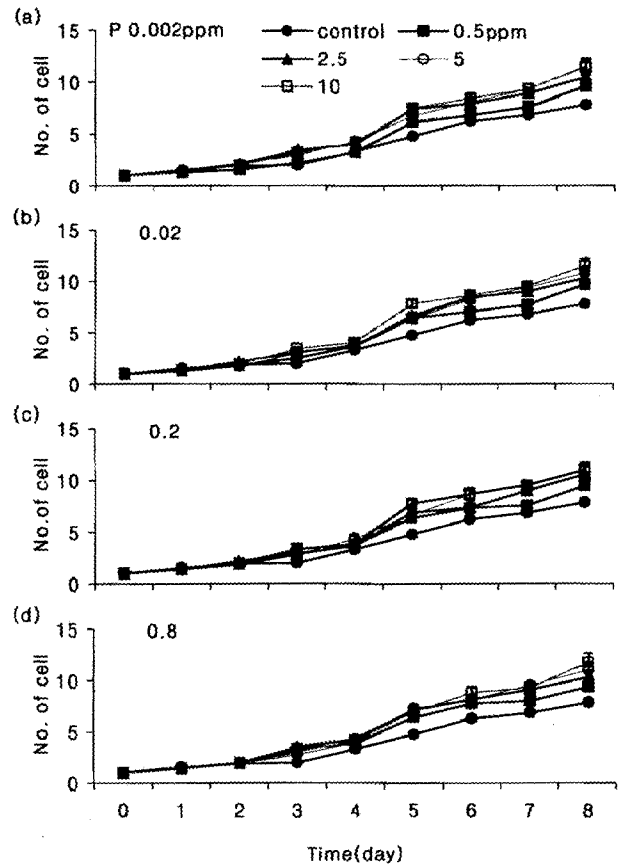 (a)
P 0.002ppm
control
0.5ppm
2.5
5
10
No. of cell
15
10
5
0
(b)
0.02
No. of cell
15
10
5
0
(c)
0.2
No.of cell
15
10
5
0
(d)
0.8
No. of cell
15
10
5
0
0 1 2 3 4 5 6 7 8
Time(day)